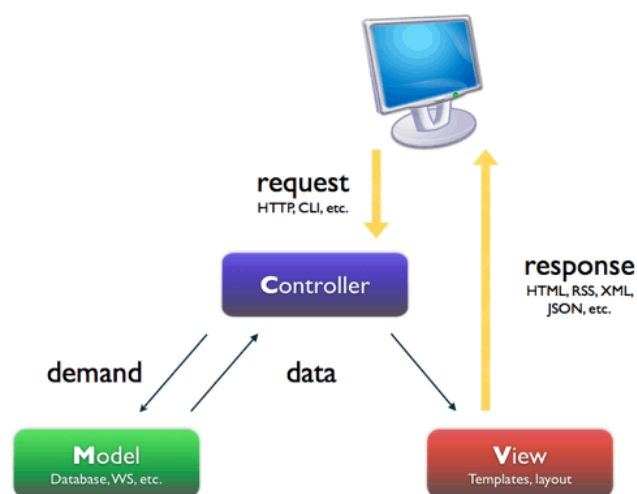 request
HTTP, CLI, etc.
Controller
response
HTML, RSS, XML,
JSON, etc.
demand
data
Model
Database, WS, etc.
View
Templates, layout